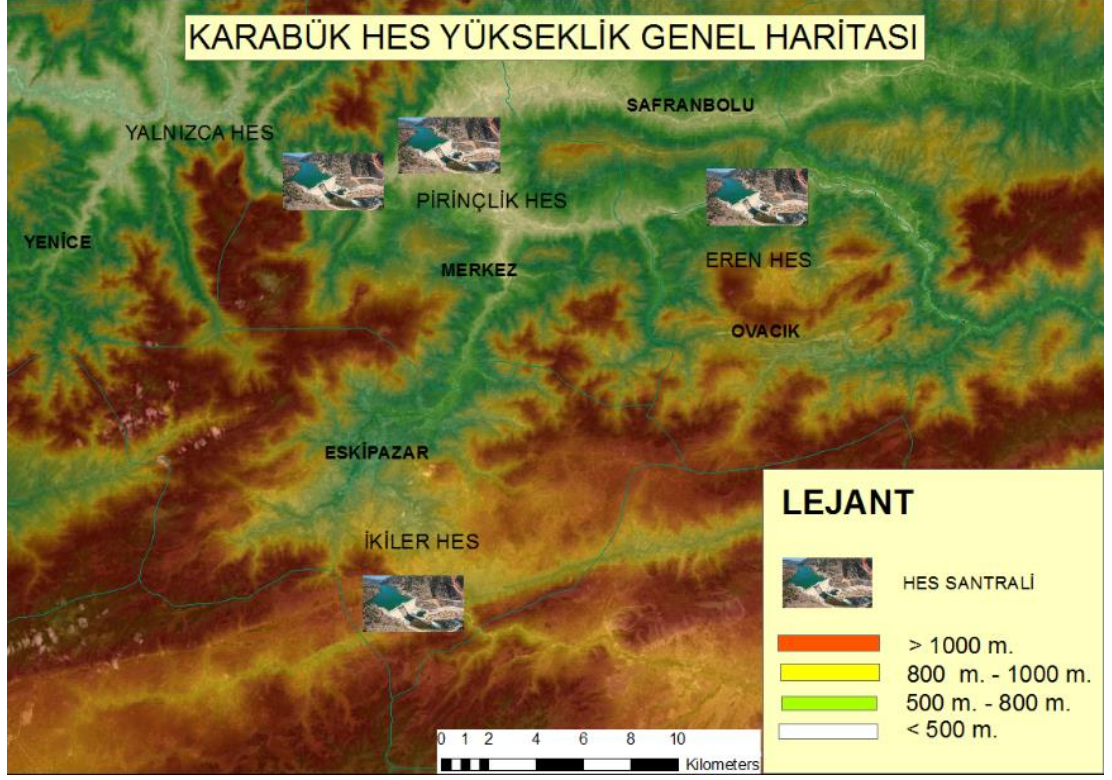 KARABÜK HES YÜKSEKLİK GENEL HARİTASI
SAFRANBOLU
YALNIZCA HES
PİRİNÇLİK HES
YENİCE
MERKEZ
EREN HES
OVACIK
ESKİPAZAR
İKİLER HES
LEJANT
HES SANTRALİ
> 1000 m.
800 m. - 1000 m.
500 m. - 800 m.
< 500 m.
0 1 2 4 6 8 10
Kilometers